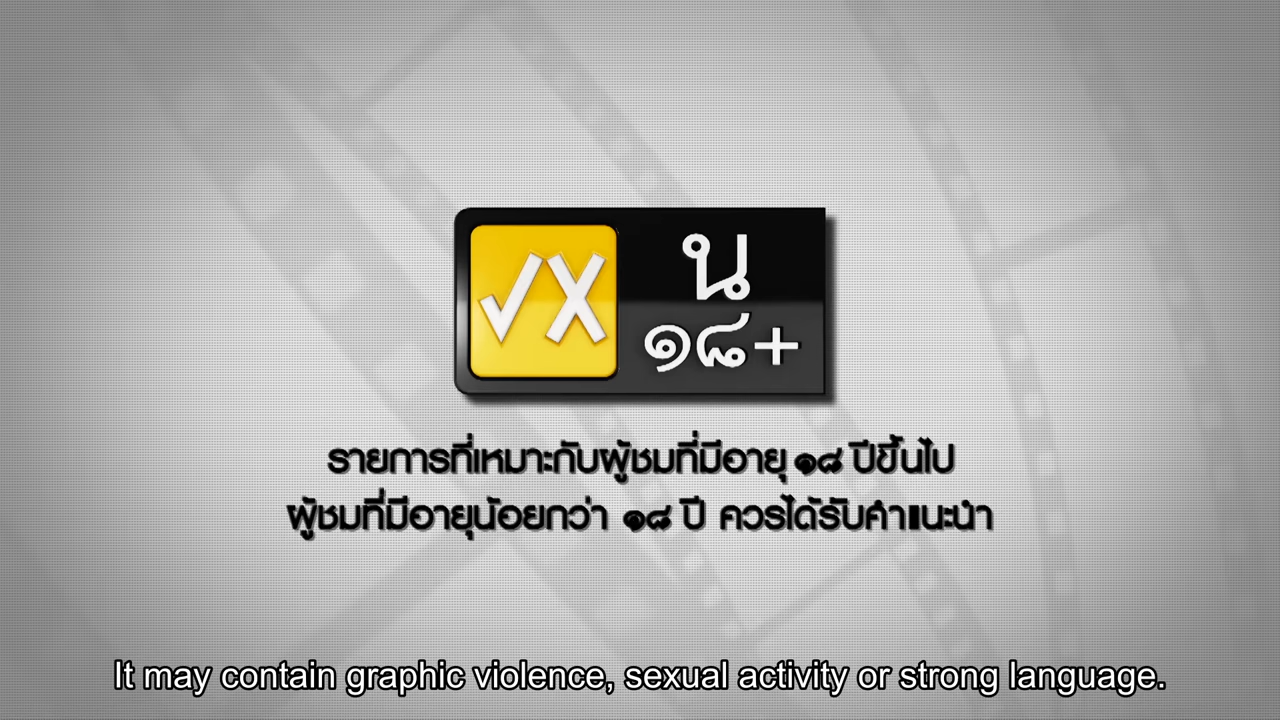 √X
น
๑๘+
รายการที่เหมาะกับผู้ชมที่มีอายุ ๑๘ ปีขึ้นไป
ผู้ชมที่มีอายุน้อยกว่า ๑๘ ปี ควรได้รับคำแนะนำ
It may contain graphic violence, sexual activity or strong language.